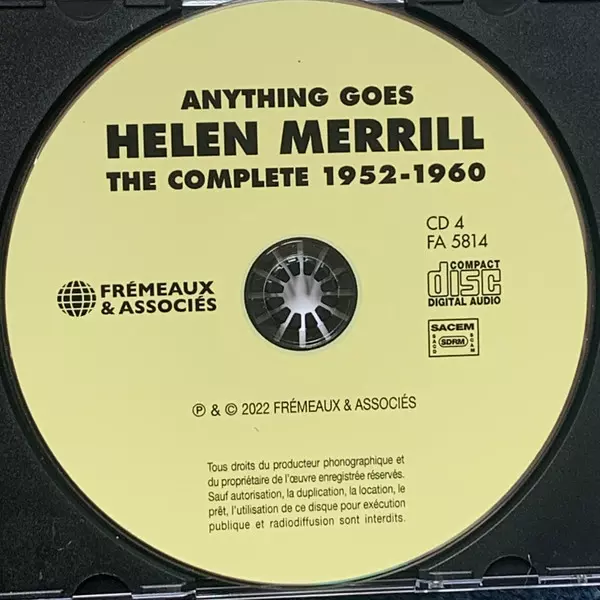 ANYTHING GOES
HELEN MERRILL
THE COMPLETE 1952-1960
CD 4
FA 5814
FRÉMEAUX
& ASSOCIÉS
COMPACT
disc
DIGITAL AUDIO
SACEM
SACD
SDRM
SCAM
℗ & © 2022 FRÉMEAUX & ASSOCIÉS
Tous droits du producteur phonographique et
du propriétaire de l'œuvre enregistrée réservés.
Sauf autorisation, la duplication, la location, le
prêt, l'utilisation de ce disque pour exécution
publique et radiodiffusion sont interdits.